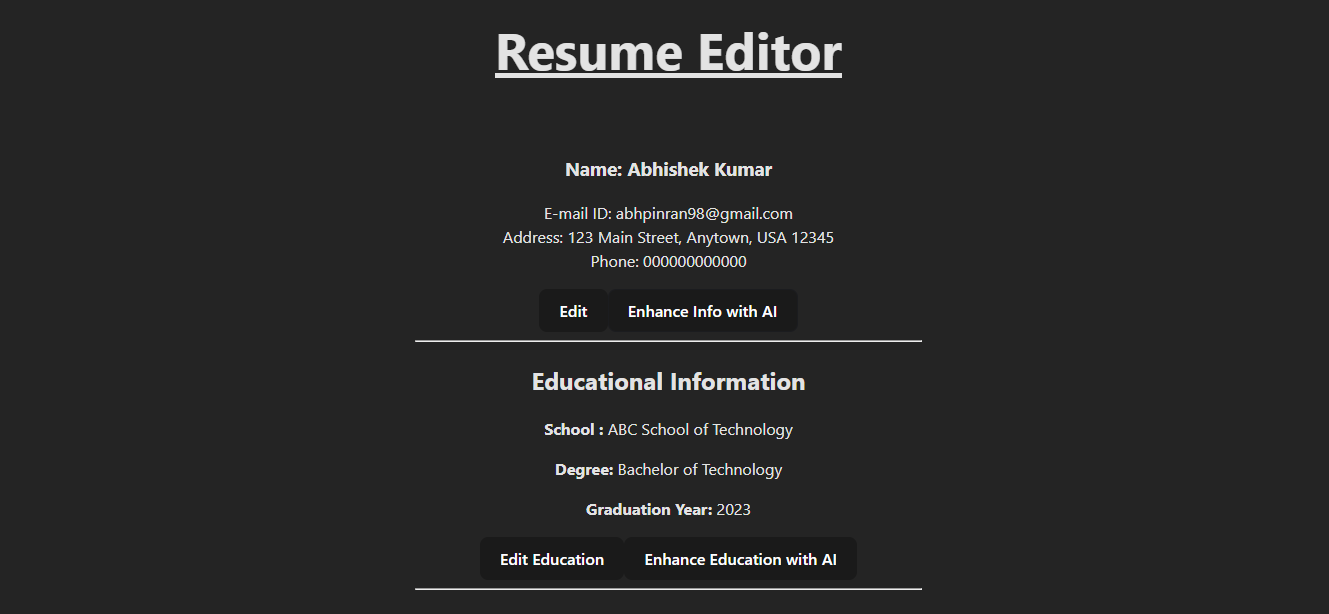 Resume Editor
Name: Abhishek Kumar
E-mail ID: abhpinran98@gmail.com
Address: 123 Main Street, Anytown, USA 12345
Phone: 000000000000
Edit Enhance Info with AI
Educational Information
School : ABC School of Technology
Degree: Bachelor of Technology
Graduation Year: 2023
Edit Education Enhance Education with AI